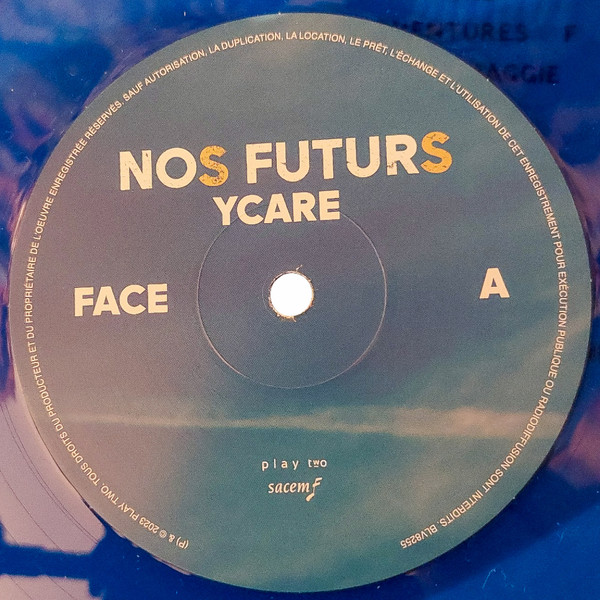 NOS FUTURS
YCARE
FACE A
play two
sacem
(P) & © 2023 PLAY TWO. TOUS DROITS DU PRODUCTEUR ET DU PROPRIÉTAIRE DE L'OEUVRE ENREGISTRÉE RÉSERVÉS. SAUF AUTORISATION, LA DUPLICATION, LA LOCATION, LE PRÊT, L'ÉCHANGE ET L'UTILISATION DE CET ENREGISTREMENT POUR EXÉCUTION PUBLIQUE OU RADIODIFFUSION SONT INTERDITS. BLV8255